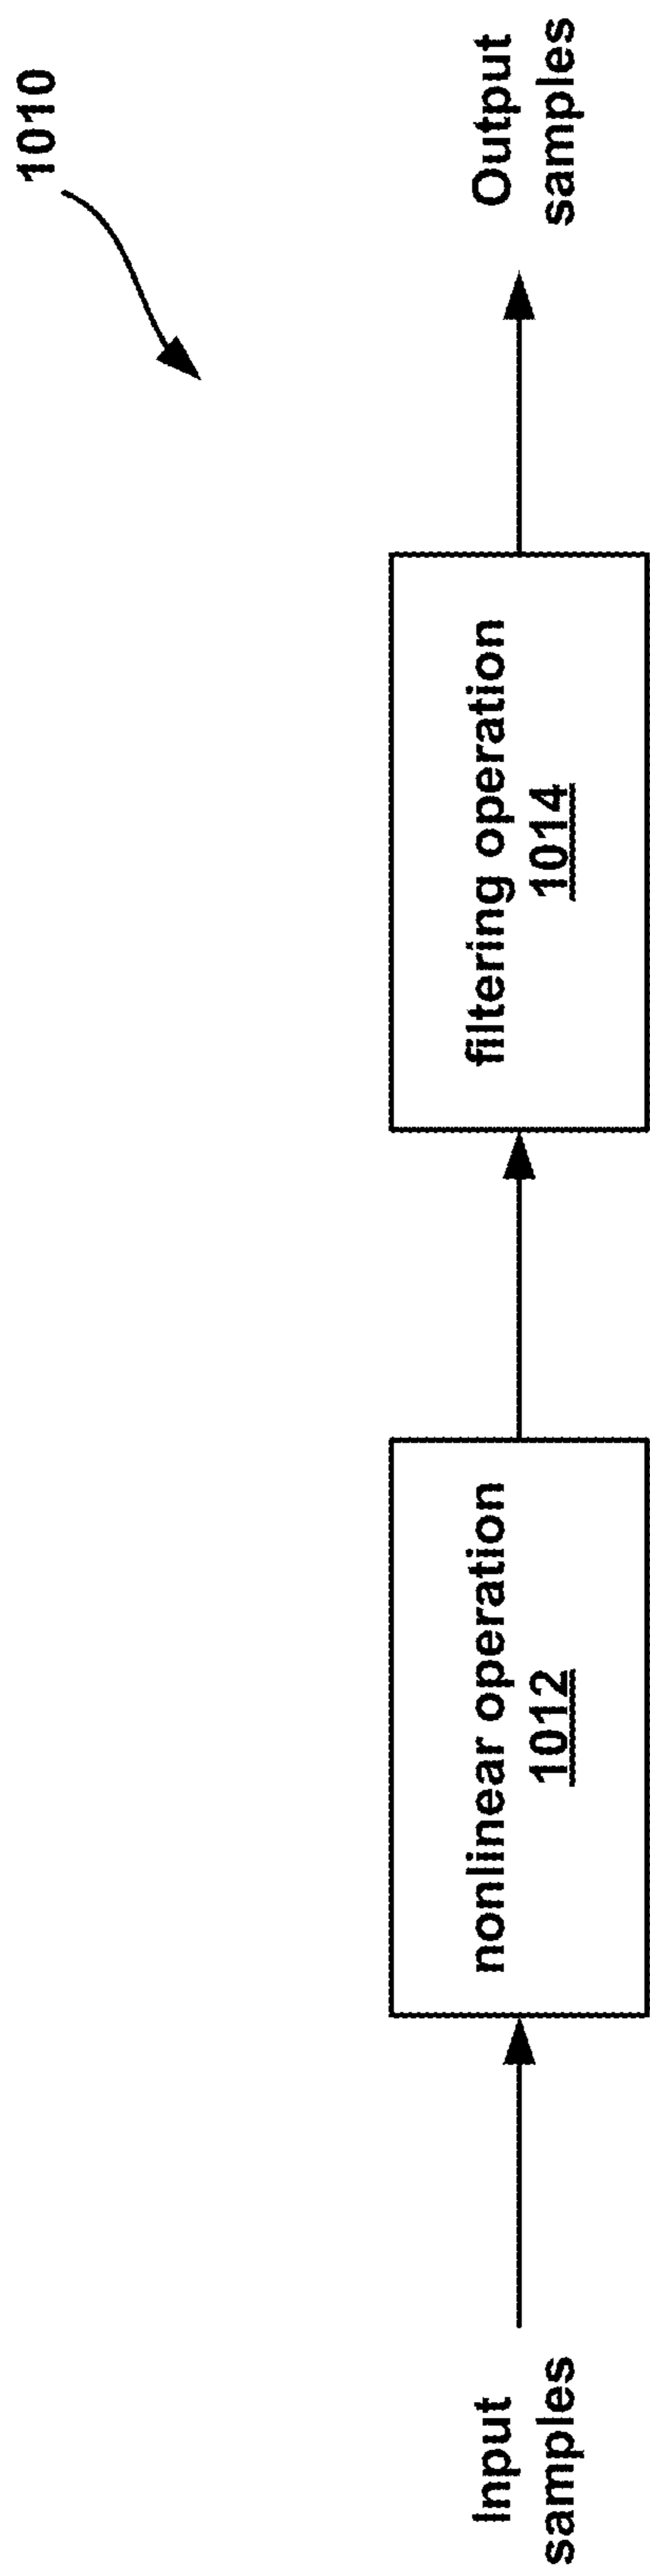 1010
Input
samples
nonlinear operation
1012
filtering operation
1014
Output
samples